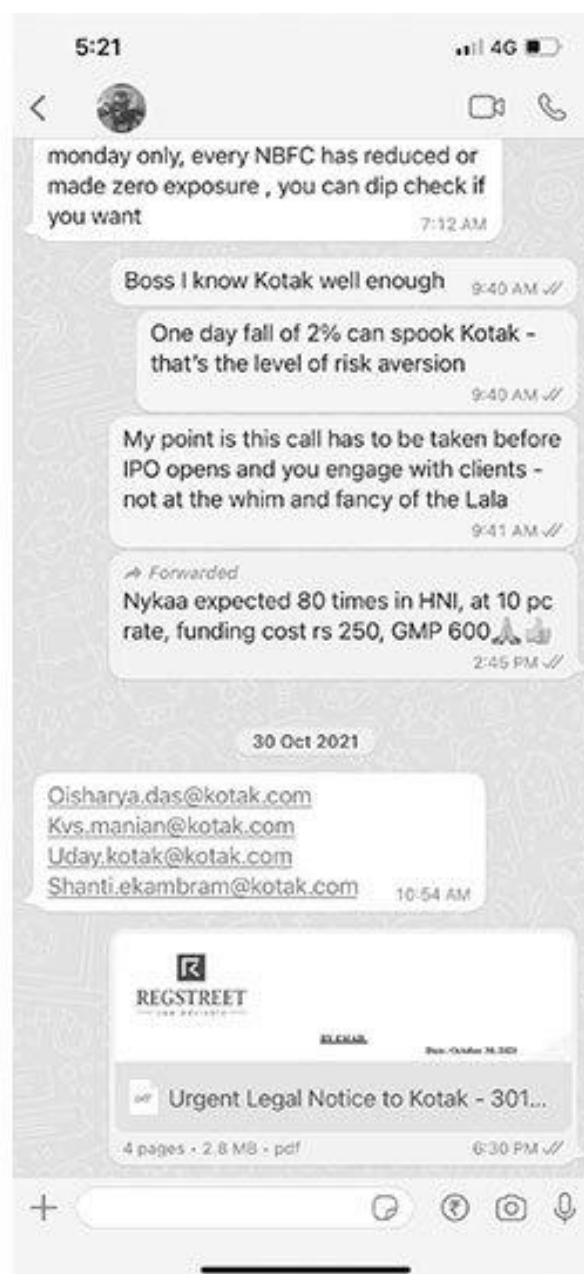 5:21
4G
monday only, every NBFC has reduced or
made zero exposure , you can dip check if
you want
7:12 AM
Boss I know Kotak well enough
9:40 AM
One day fall of 2% can spook Kotak -
that's the level of risk aversion
9:40 AM
My point is this call has to be taken before
IPO opens and you engage with clients -
not at the whim and fancy of the Lala
9:41 AM
Forwarded
Nykaa expected 80 times in HNI, at 10 pc
rate, funding cost rs 250, GMP 600🙏👍
2:45 PM
30 Oct 2021
Oisharya.das@kotak.com
Kvs.manian@kotak.com
Uday.kotak@kotak.com
Shanti.ekambram@kotak.com
10:54 AM
REGSTREET
BY EMAIL
Urgent Legal Notice to Kotak - 301...
4 pages • 2.8 MB • pdf
6:30 PM